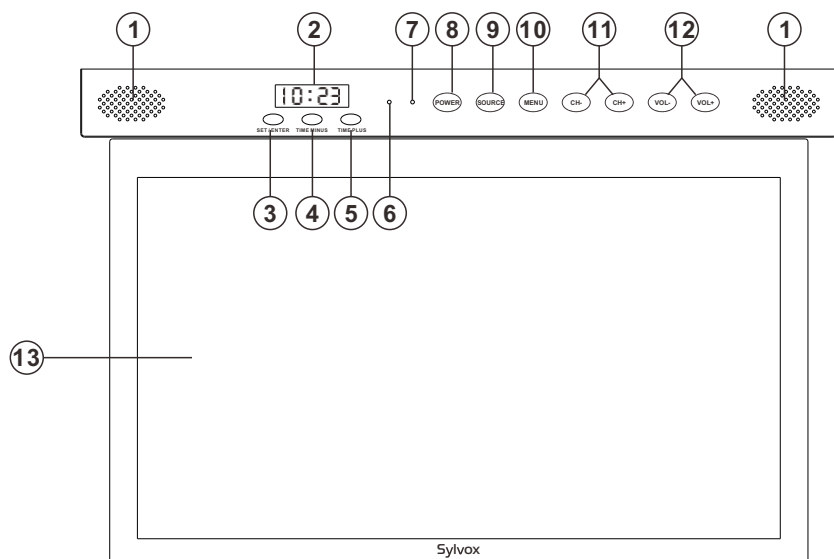 1 2 7 8 9 10 11 12 1
10:23
POWER SOURCE MENU CH- CH+ VOL- VOL+
SET / ENTER TIME MINUS TIME PLUS
3 4 5 6
13
Sylvox